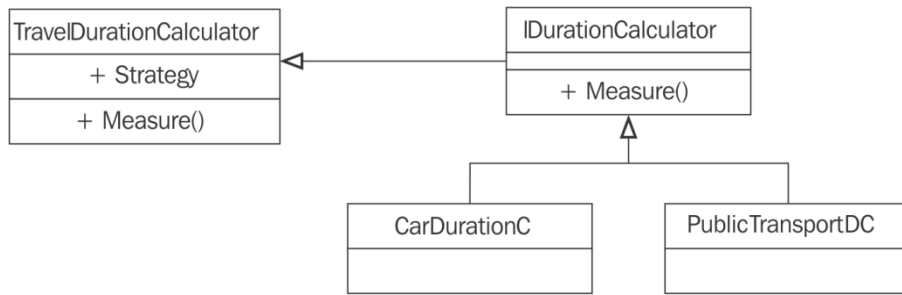 TravelDurationCalculator
+ Strategy
+ Measure()
IDurationCalculator
+ Measure()
CarDurationC
PublicTransportDC